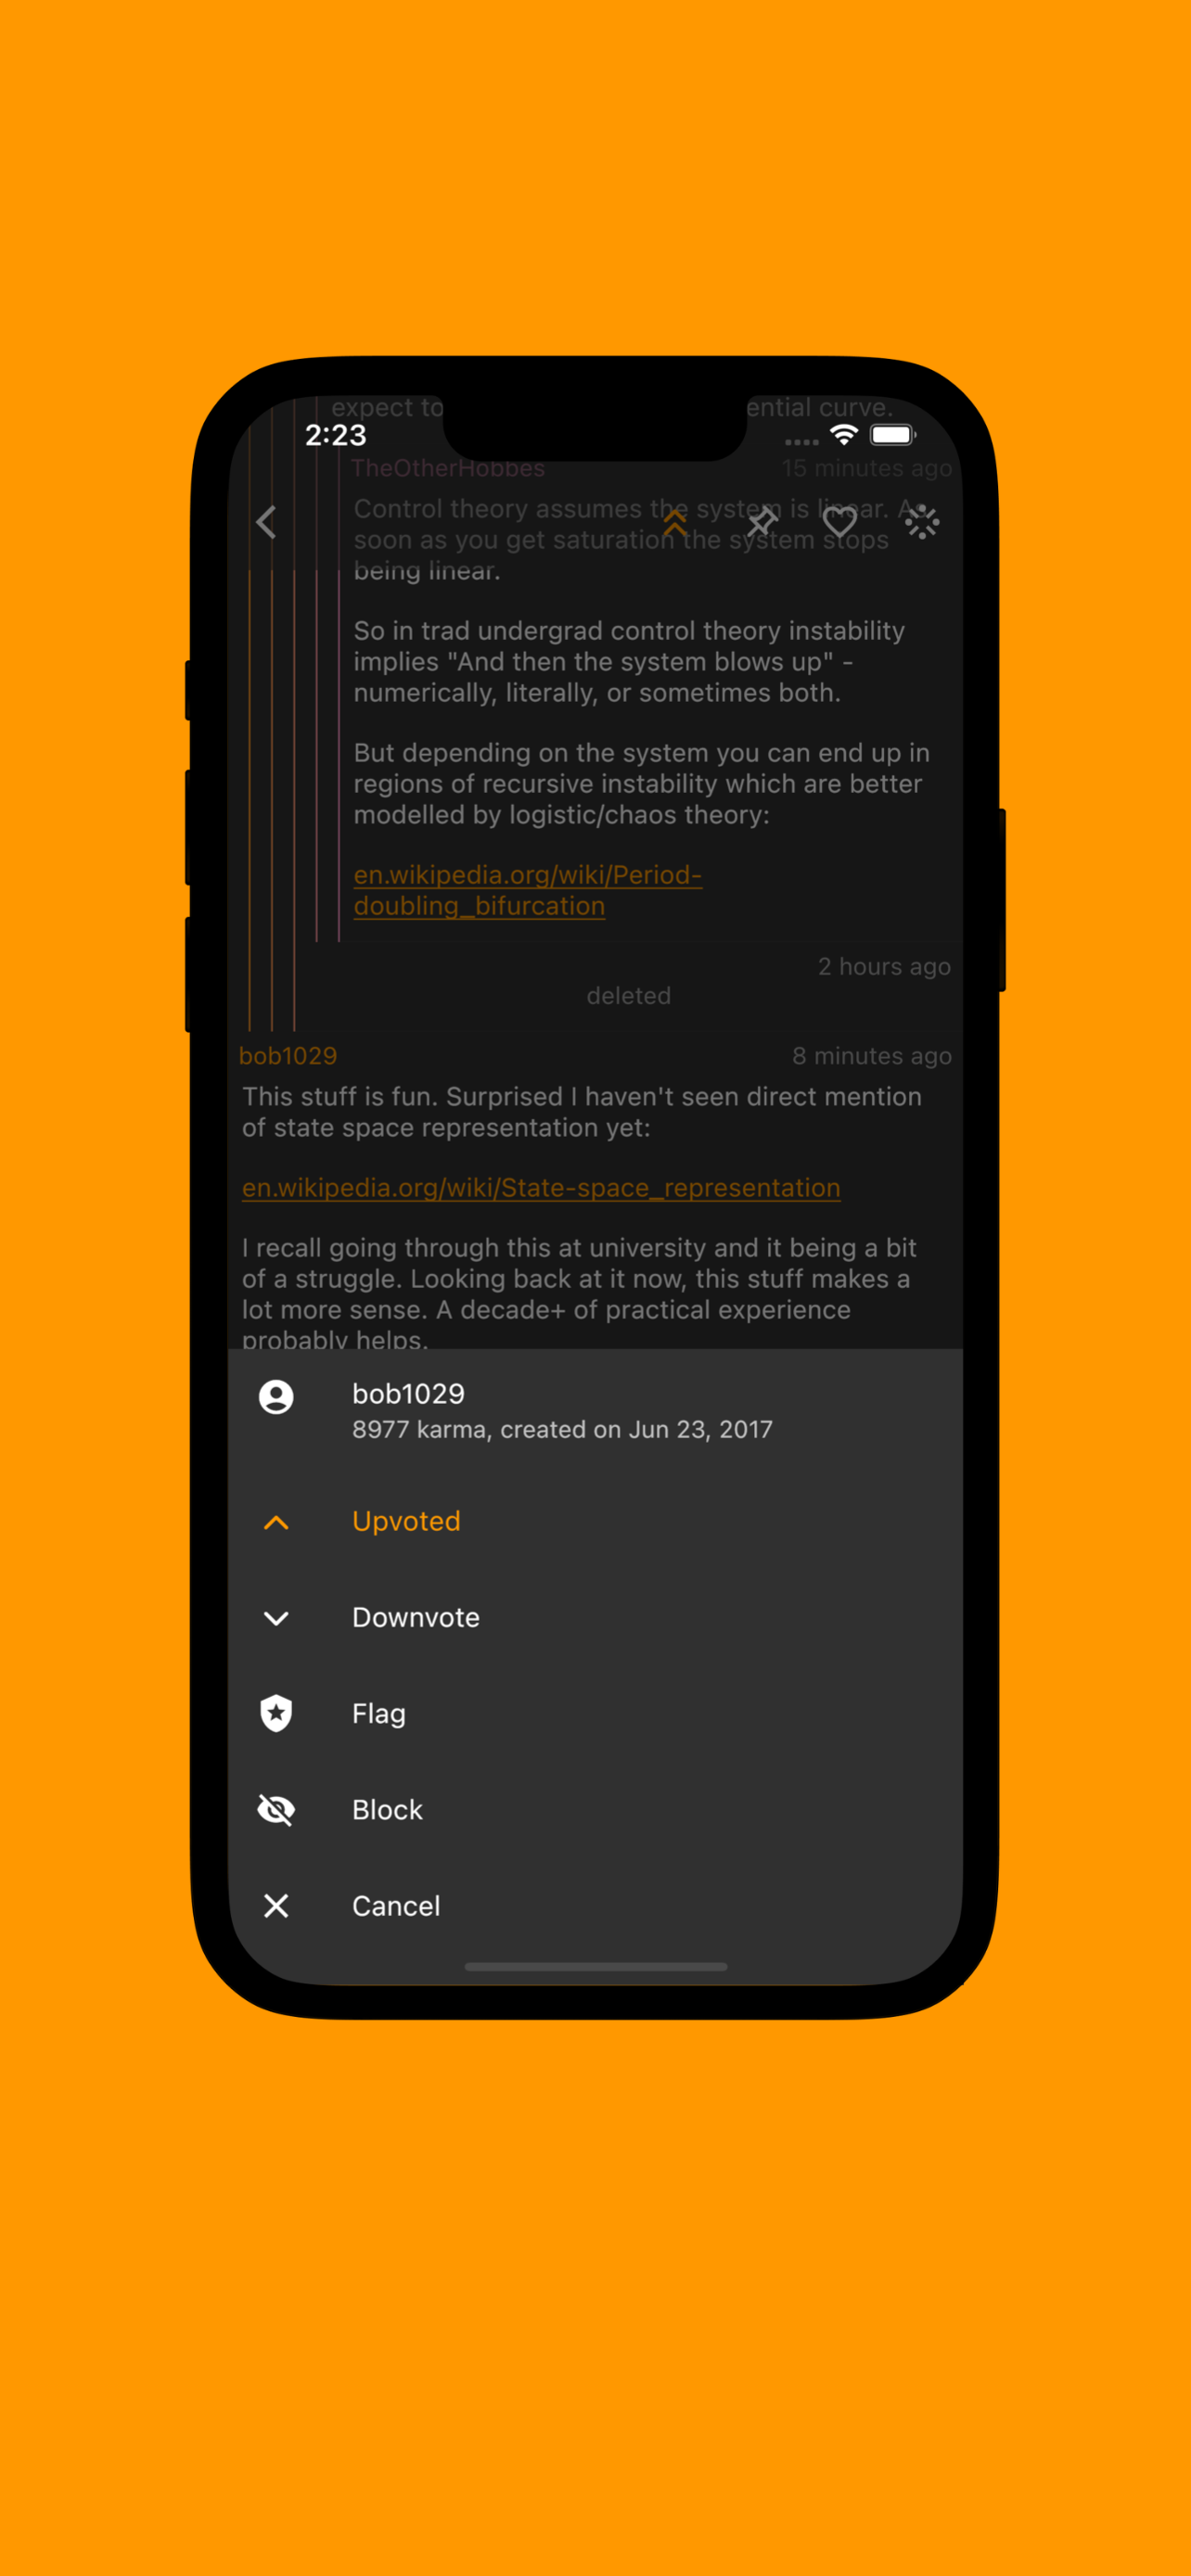 expect to ential curve.
2:23
TheOtherHobbes 15 minutes ago
Control theory assumes the system is linear. As
soon as you get saturation the system stops
being linear.
So in trad undergrad control theory instability
implies "And then the system blows up" -
numerically, literally, or sometimes both.
But depending on the system you can end up in
regions of recursive instability which are better
modelled by logistic/chaos theory:
en.wikipedia.org/wiki/Period-
doubling_bifurcation
2 hours ago
deleted
bob1029 8 minutes ago
This stuff is fun. Surprised I haven't seen direct mention
of state space representation yet:
en.wikipedia.org/wiki/State-space_representation
I recall going through this at university and it being a bit
of a struggle. Looking back at it now, this stuff makes a
lot more sense. A decade+ of practical experience
probably helps.
bob1029
8977 karma, created on Jun 23, 2017
Upvoted
Downvote
Flag
Block
Cancel